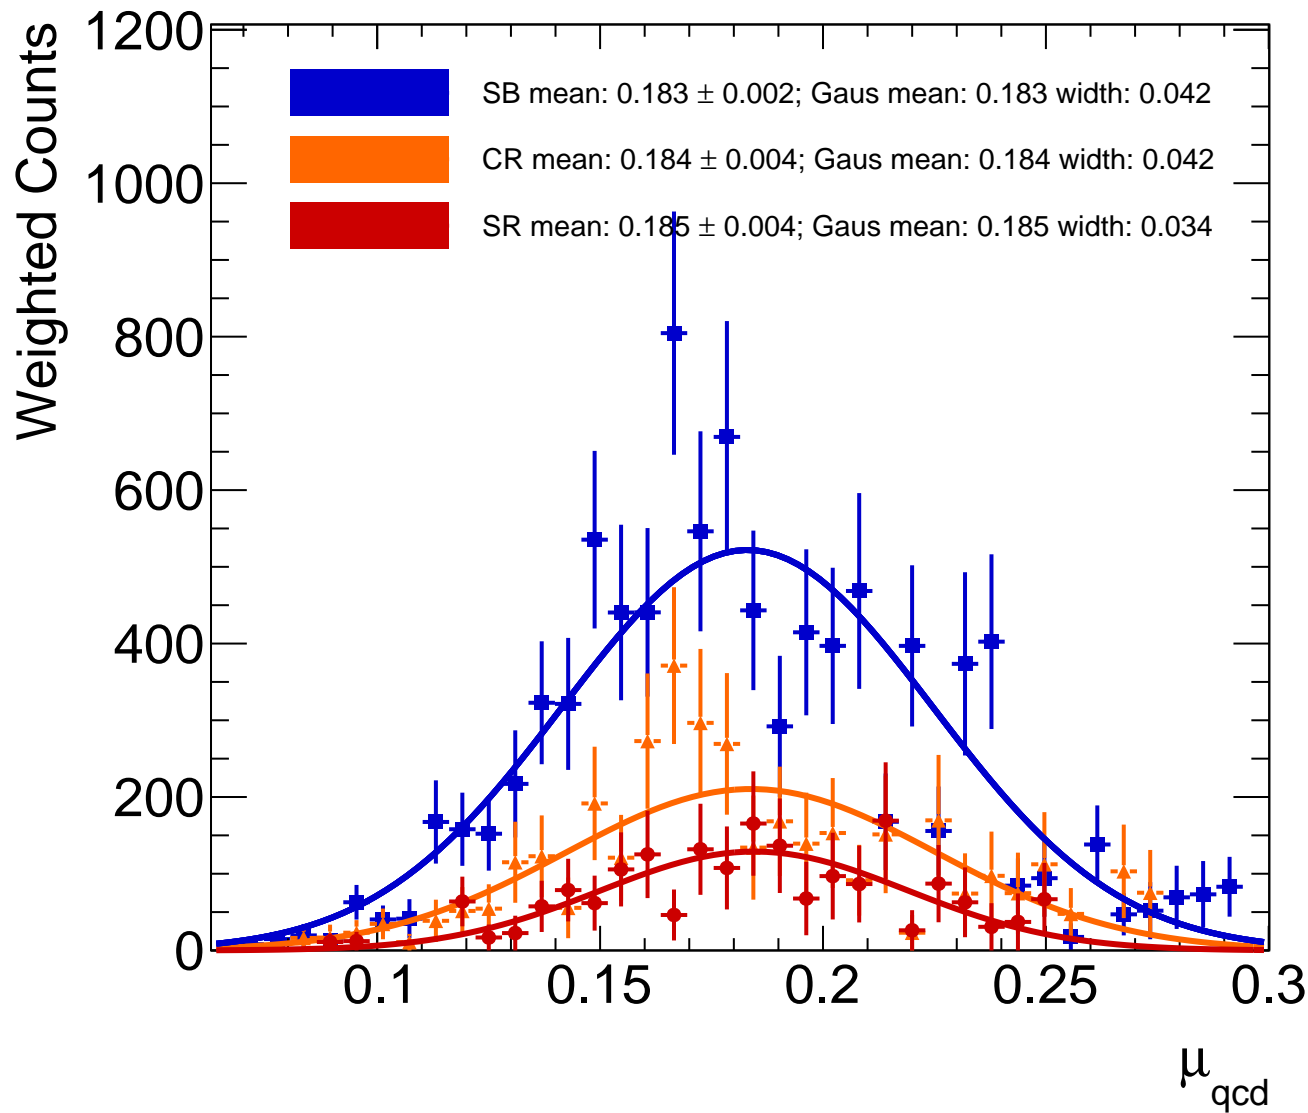 Weighted Counts
1200
1000
800
600
400
200
0
SB mean: 0.183 ± 0.002; Gaus mean: 0.183 width: 0.042
CR mean: 0.184 ± 0.004; Gaus mean: 0.184 width: 0.042
SR mean: 0.185 ± 0.004; Gaus mean: 0.185 width: 0.034
0.1 0.15 0.2 0.25 0.3
μqcd